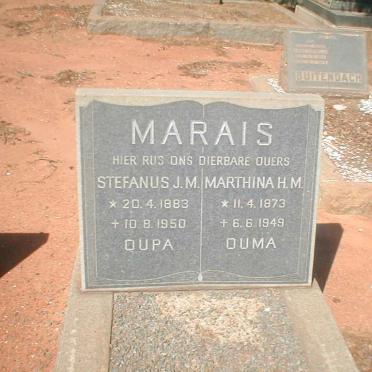 MARAIS
HIER RUS ONS DIERBARE OUERS
STEFANUS J.M. MARTHINA H.M.
* 20.4.1883 * 11.4.1873
+ 10.8.1950 + 6.6.1949
OUPA OUMA
BUITENDACH